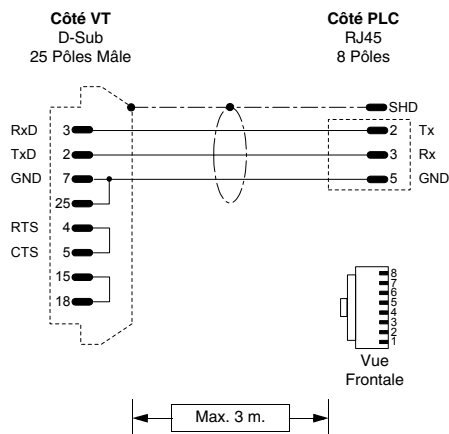 Côté VT
D-Sub
25 Pôles Mâle
Côté PLC
RJ45
8 Pôles
SHD
RxD 3 2 Tx
TxD 2 3 Rx
GND 7 5 GND
25
RTS 4
CTS 5
15
18
8
7
6
5
4
3
2
1
Vue
Frontale
Max. 3 m.